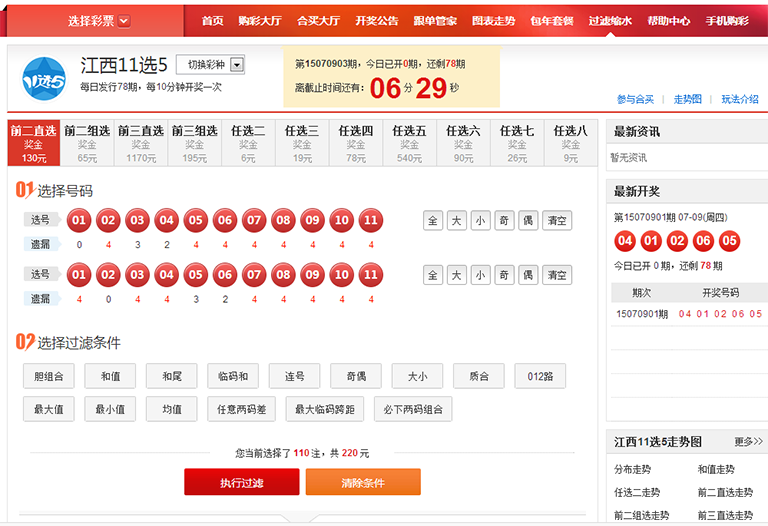 选择彩票
首页 购彩大厅 合买大厅 开奖公告 跟单管家 图表走势 包年套餐 过滤缩水 帮助中心 手机购彩
11选5
江西11选5 切换彩种
每日发行78期，每10分钟开奖一次
第15070903期，今日已开0期，还剩78期
离截止时间还有： 06 分 29 秒
参与合买 | 走势图 | 玩法介绍
前二直选 前二组选 前三直选 前三组选 任选二 任选三 任选四 任选五 任选六 任选七 任选八
奖金 奖金 奖金 奖金 奖金 奖金 奖金 奖金 奖金 奖金 奖金
130元 65元 1170元 195元 6元 19元 78元 540元 90元 26元 9元
01 选择号码
选号 01 02 03 04 05 06 07 08 09 10 11 全 大 小 奇 偶 清空
遗漏 0 4 3 2 4 4 4 4 4 4 4
选号 01 02 03 04 05 06 07 08 09 10 11 全 大 小 奇 偶 清空
遗漏 4 0 4 4 3 2 4 4 4 4 4
02 选择过滤条件
胆组合 和值 和尾 临码和 连号 奇偶 大小 质合 012路
最大值 最小值 均值 任意两码差 最大临码跨距 必下两码组合
您当前选择了 110 注，共 220 元
执行过滤 清除条件
最新资讯
暂无资讯
最新开奖
第15070901期 07-09(周四)
04 01 02 06 05
今日已开 0 期，还剩 78 期
期次 开奖号码
15070901期 04 01 02 06 05
江西11选5走势图 更多>>
分布走势 和值走势
任选二走势 前二直选走势
前二组选走势 前三直选走势